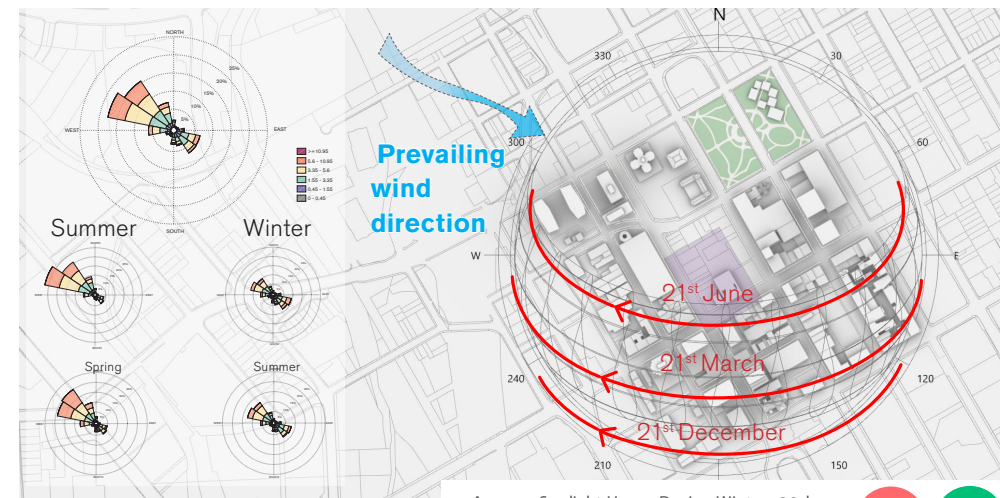 NORTH
25%
20%
15%
10%
5%
WEST
EAST
SOUTH
>=10.95
5.6 - 10.95
3.35 - 5.6
1.55 - 3.35
0.45 - 1.55
0 - 0.45
Summer
Winter
Spring
Summer
Prevailing
wind
direction
N
330
30
300
60
W
E
240
120
210
150
21st June
21st March
21st December